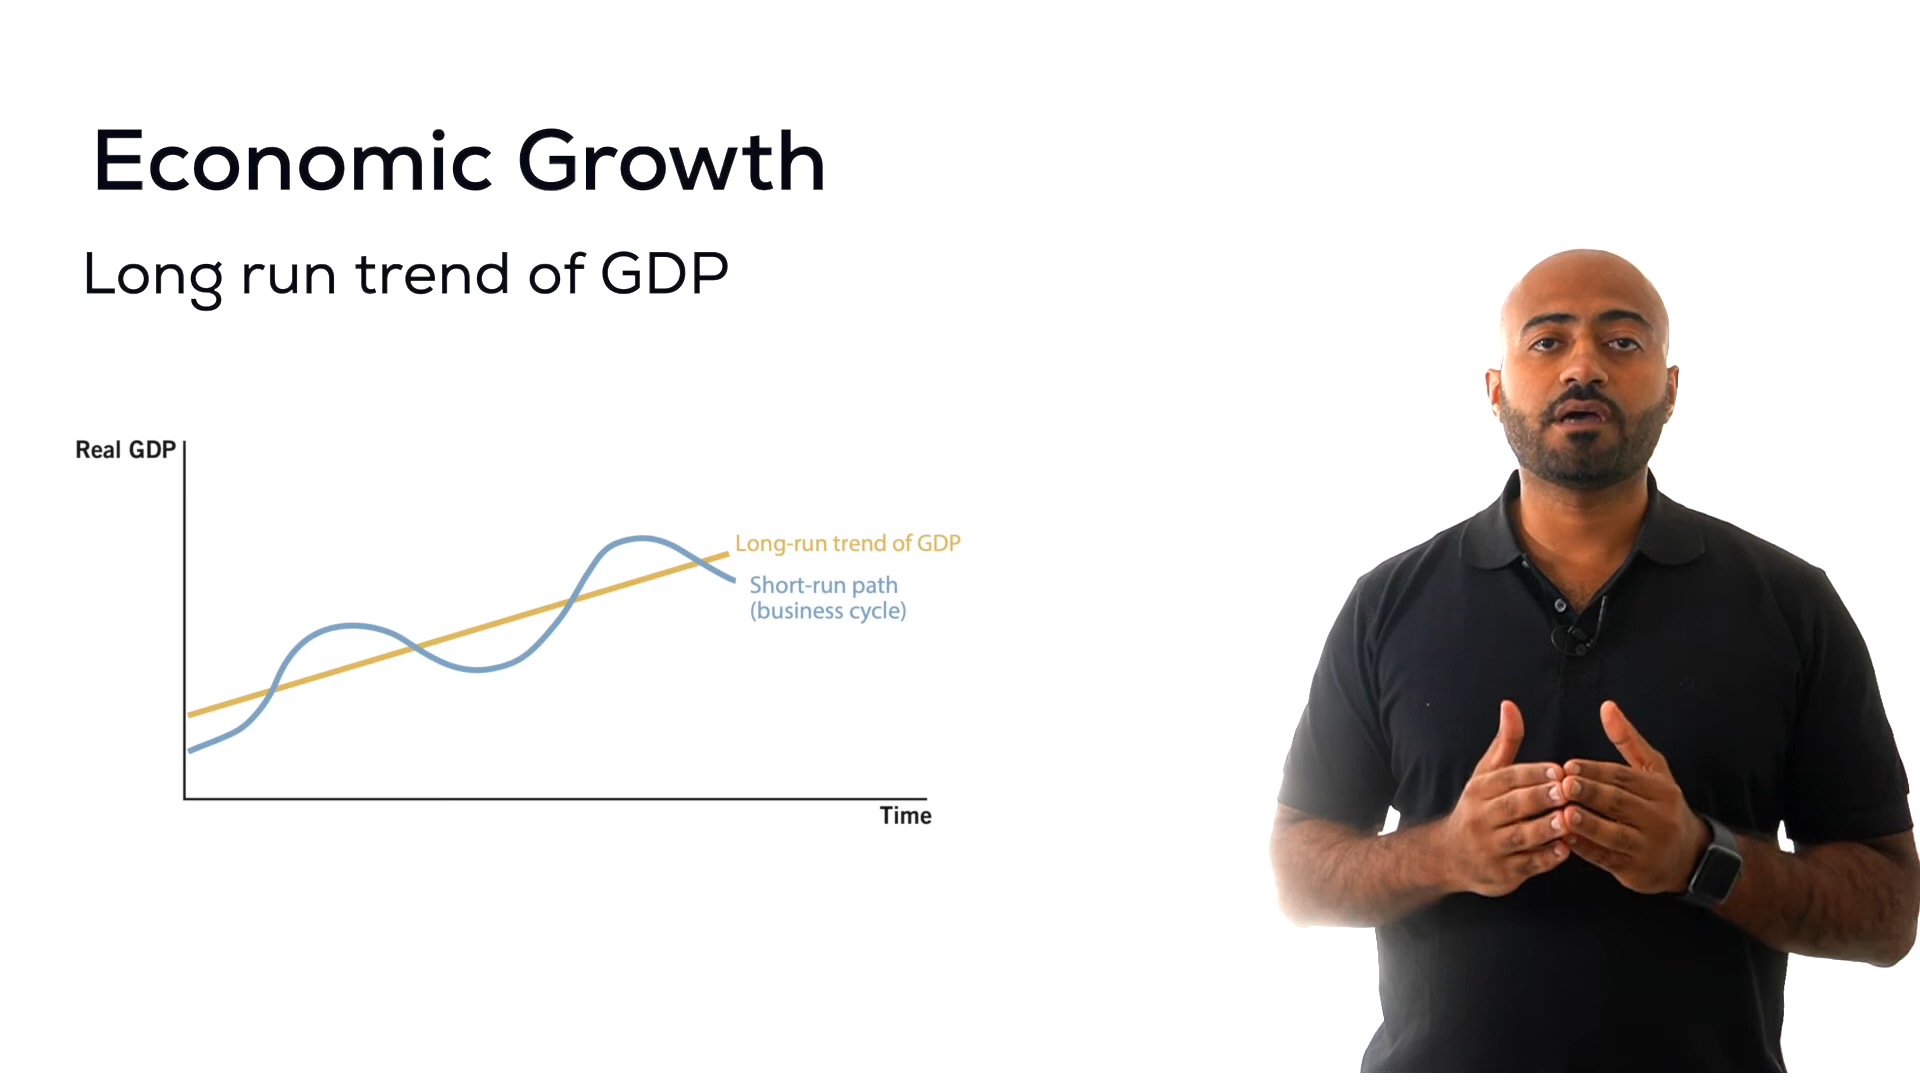 Economic Growth
Long run trend of GDP
Real GDP
Long-run trend of GDP
Short-run path
(business cycle)
Time